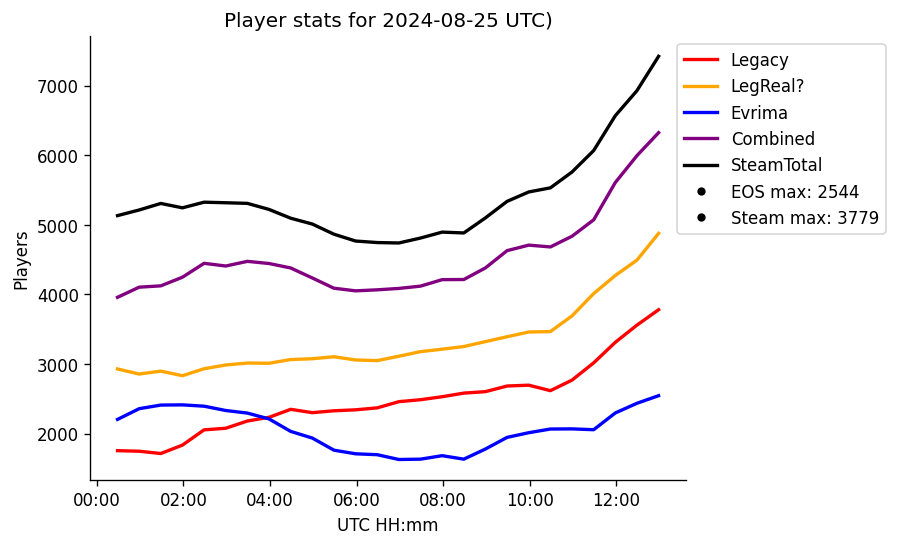 Player stats for 2024-08-25 UTC)
7000
6000
5000
4000
3000
2000
Players
00:00 02:00 04:00 06:00 08:00 10:00 12:00
UTC HH:mm
Legacy
LegReal?
Evrima
Combined
SteamTotal
EOS max: 2544
Steam max: 3779